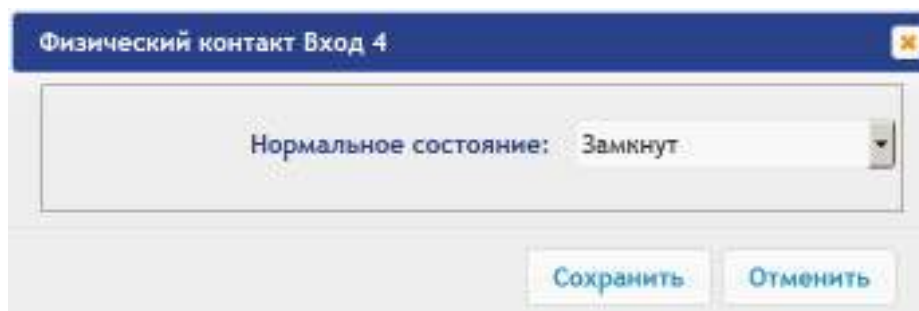 Физический контакт Вход 4
Нормальное состояние: Замкнут
Сохранить Отменить